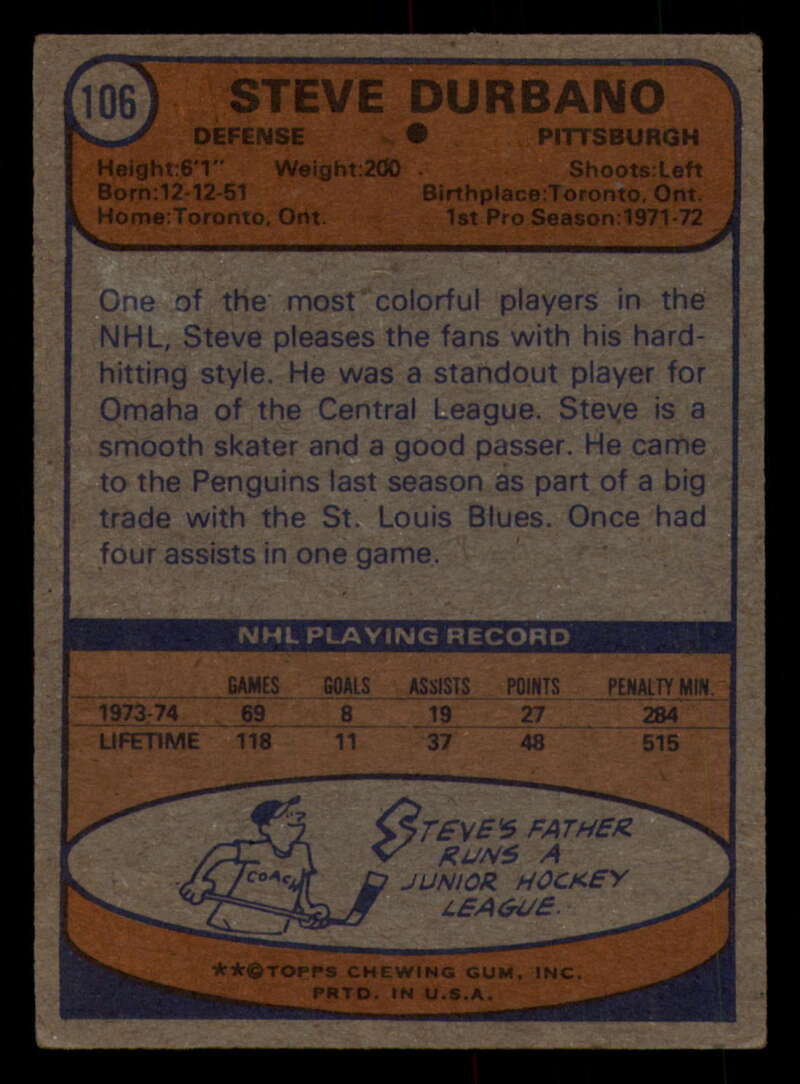 106
STEVE DURBANO
DEFENSE ● PITTSBURGH
Height:6'1" Weight:200 Shoots:Left
Born:12-12-51 Birthplace:Toronto, Ont.
Home:Toronto, Ont. 1st Pro Season:1971-72
One of the most colorful players in the
NHL, Steve pleases the fans with his hard-
hitting style. He was a standout player for
Omaha of the Central League. Steve is a
smooth skater and a good passer. He came
to the Penguins last season as part of a big
trade with the St. Louis Blues. Once had
four assists in one game.
NHL PLAYING RECORD
GAMES GOALS ASSISTS POINTS PENALTY MIN.
1973-74 69 8 19 27 284
LIFETIME 118 11 37 48 515
COACH
STEVE'S FATHER
RUNS A
JUNIOR HOCKEY
LEAGUE.
**©TOPPS CHEWING GUM, INC.
PRTD. IN U.S.A.